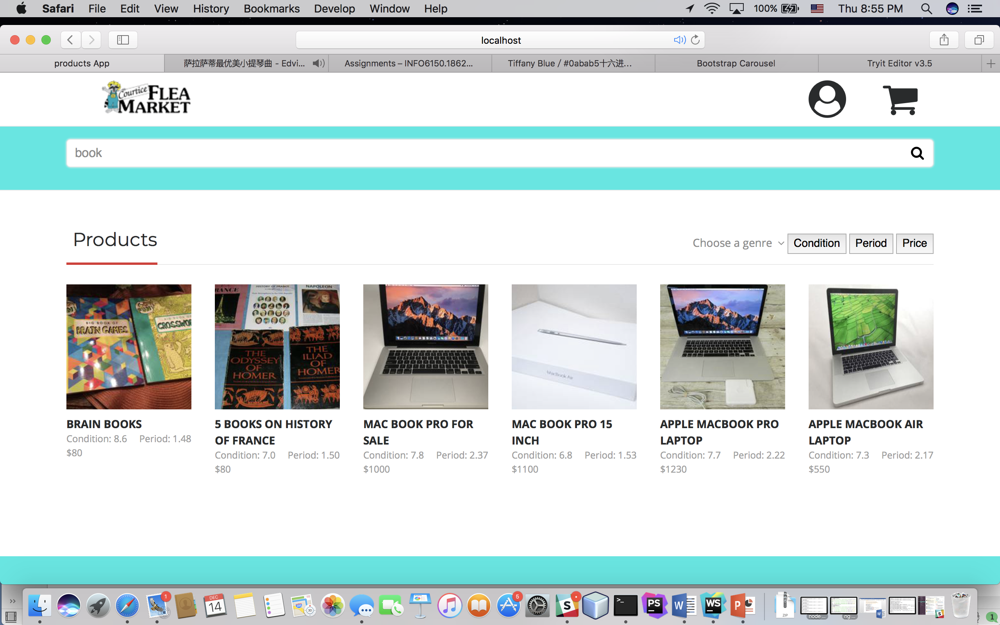 Safari File Edit View History Bookmarks Develop Window Help 100% Thu 8:55 PM
localhost
products App
萨拉萨蒂最优美小提琴曲 - Edvi...
Assignments – INFO6150.1862...
Tiffany Blue / #0abab5十六进...
Bootstrap Carousel
Tryit Editor v3.5
Courtice FLEA
MARKET
book
Products
Choose a genre
Condition
Period
Price
BIG BOOK OF
BRAIN GAMES
HISTORY OF FRANCE
NAPOLEON
THE
ODYSSEY
OF
HOMER
THE
ILIAD
OF
HOMER
MacBook Air
BRAIN BOOKS
Condition: 8.6 Period: 1.48
$80
5 BOOKS ON HISTORY
OF FRANCE
Condition: 7.0 Period: 1.50
$80
MAC BOOK PRO FOR
SALE
Condition: 7.8 Period: 2.37
$1000
MAC BOOK PRO 15
INCH
Condition: 6.8 Period: 1.53
$1100
APPLE MACBOOK PRO
LAPTOP
Condition: 7.7 Period: 2.22
$1230
APPLE MACBOOK AIR
LAPTOP
Condition: 7.3 Period: 2.17
$550
1
DEC
14
280
3D
5
S
>_
PS
W
WS
P
ZIP
node ...
ng ...
W
S
1